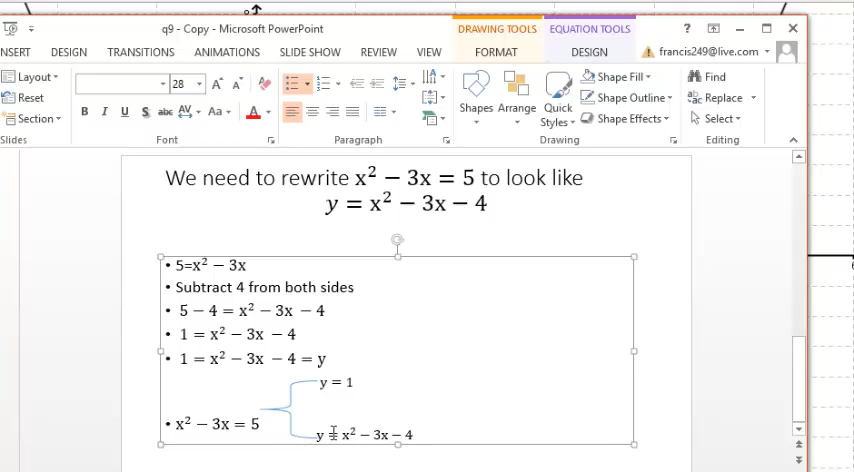 q9 - Copy - Microsoft PowerPoint
DRAWING TOOLS
EQUATION TOOLS
?
NSERT DESIGN TRANSITIONS ANIMATIONS SLIDE SHOW REVIEW VIEW FORMAT DESIGN francis249@live.com
Layout
Reset
Section
Slides
28
A A
B I U S abc AV Aa A
Font
Paragraph
Shapes Arrange Quick Styles
Shape Fill
Shape Outline
Shape Effects
Drawing
Find
Replace
Select
Editing
We need to rewrite x² − 3x = 5 to look like
y = x² − 3x − 4
• 5=x² − 3x
• Subtract 4 from both sides
• 5 − 4 = x² − 3x − 4
• 1 = x² − 3x − 4
• 1 = x² − 3x − 4 = y
y = 1
• x² − 3x = 5
y = x² − 3x − 4